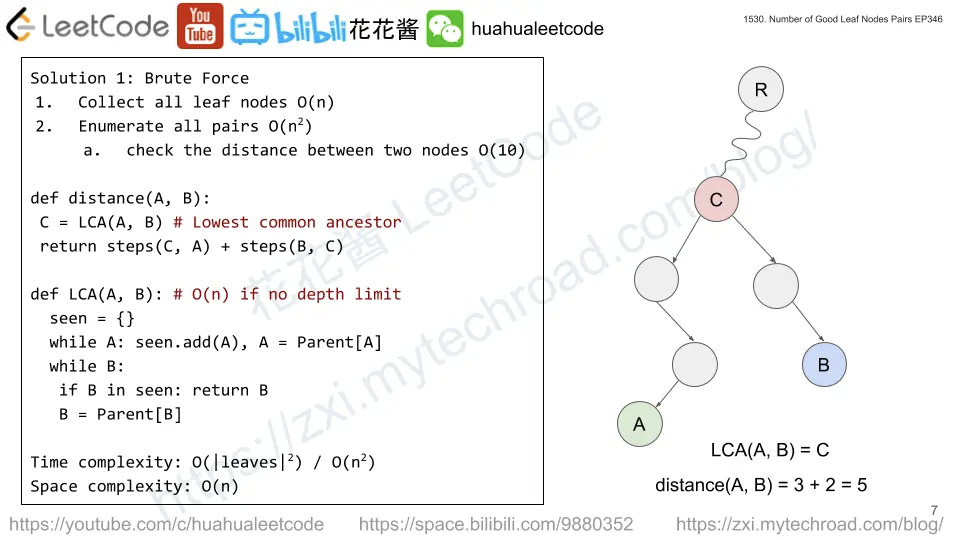 LeetCode You Tube bilibili 花花酱 huahualeetcode
1530. Number of Good Leaf Nodes Pairs EP346
Solution 1: Brute Force
1. Collect all leaf nodes O(n)
2. Enumerate all pairs O(n²)
a. check the distance between two nodes O(10)
def distance(A, B):
C = LCA(A, B) # Lowest common ancestor
return steps(C, A) + steps(B, C)
def LCA(A, B): # O(n) if no depth limit
seen = {}
while A: seen.add(A), A = Parent[A]
while B:
if B in seen: return B
B = Parent[B]
Time complexity: O(|leaves|²) / O(n²)
Space complexity: O(n)
R
C
B
A
LCA(A, B) = C
distance(A, B) = 3 + 2 = 5
花花酱 LeetCode
https://zxi.mytechroad.com/blog/
7
https://youtube.com/c/huahualeetcode https://space.bilibili.com/9880352 https://zxi.mytechroad.com/blog/